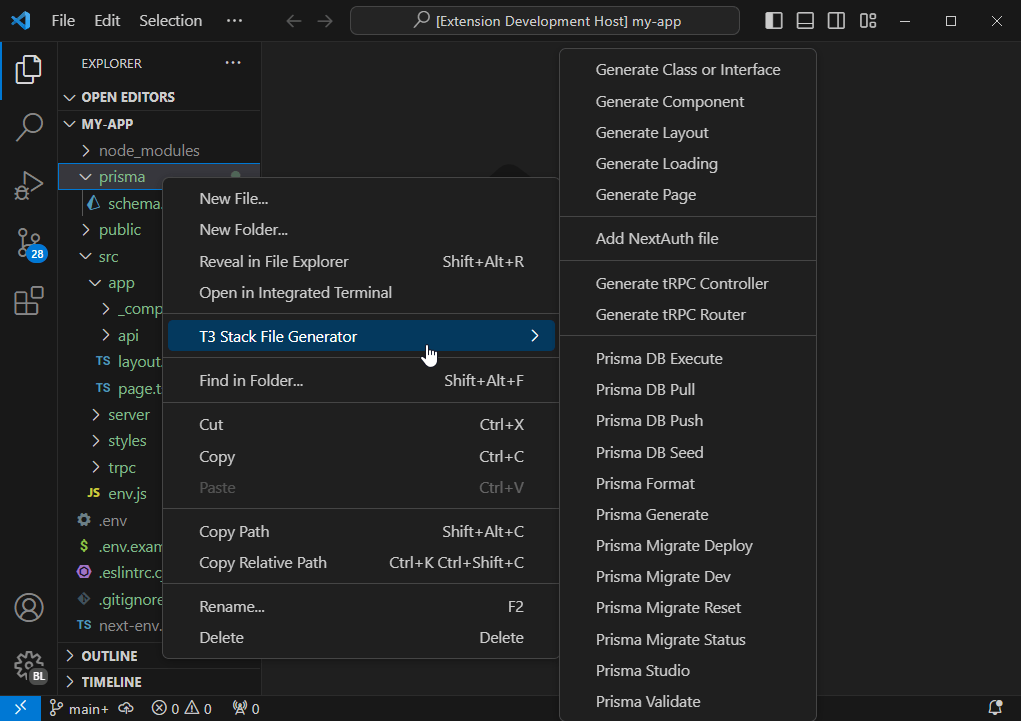 File Edit Selection ··· [Extension Development Host] my-app
EXPLORER ···
OPEN EDITORS
MY-APP
node_modules
prisma
schema.
public
src
app
_comp
api
TS layout.
TS page.t
server
styles
trpc
JS env.js
.env
$ .env.exam
.eslintrc.c
.gitignore
TS next-env.
OUTLINE
TIMELINE
28
BL
New File...
New Folder...
Reveal in File Explorer Shift+Alt+R
Open in Integrated Terminal
T3 Stack File Generator
Find in Folder... Shift+Alt+F
Cut Ctrl+X
Copy Ctrl+C
Paste Ctrl+V
Copy Path Shift+Alt+C
Copy Relative Path Ctrl+K Ctrl+Shift+C
Rename... F2
Delete Delete
Generate Class or Interface
Generate Component
Generate Layout
Generate Loading
Generate Page
Add NextAuth file
Generate tRPC Controller
Generate tRPC Router
Prisma DB Execute
Prisma DB Pull
Prisma DB Push
Prisma DB Seed
Prisma Format
Prisma Generate
Prisma Migrate Deploy
Prisma Migrate Dev
Prisma Migrate Reset
Prisma Migrate Status
Prisma Studio
Prisma Validate
main+ 0 0 0